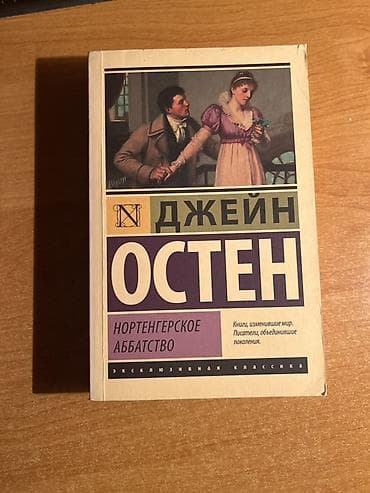 N
ДЖЕЙН
ОСТЕН
НОРТЕНГЕРСКОЕ
АББАТСТВО
Книги, изменившие мир.
Писатели, объединившие
поколения.
ЭКСКЛЮЗИВНАЯ КЛАССИКА